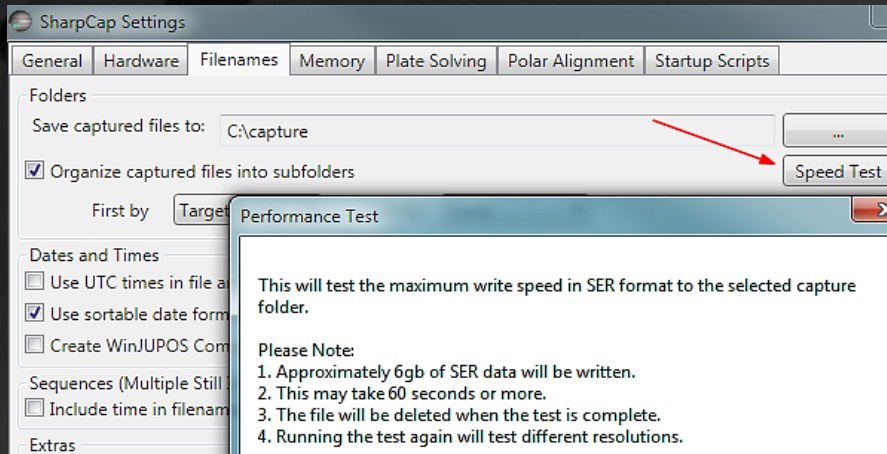 SharpCap Settings
General Hardware Filenames Memory Plate Solving Polar Alignment Startup Scripts
Folders
Save captured files to: C:\capture ...
Organize captured files into subfolders Speed Test
First by Target
Performance Test
Dates and Times
Use UTC times in file
Use sortable date form
Create WinJUPOS Com
Sequences (Multiple Still
Include time in filenam
Extras
This will test the maximum write speed in SER format to the selected capture
folder.
Please Note:
1. Approximately 6gb of SER data will be written.
2. This may take 60 seconds or more.
3. The file will be deleted when the test is complete.
4. Running the test again will test different resolutions.